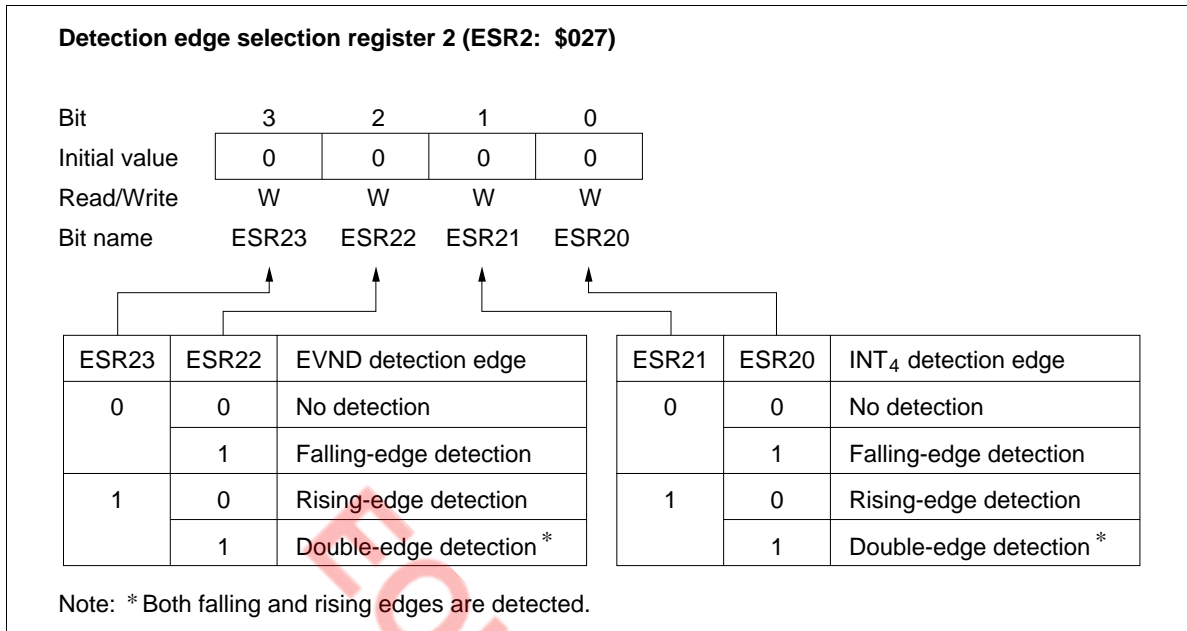 Detection edge selection register 2 (ESR2: $027)
Bit 3 2 1 0
Initial value 0 0 0 0
Read/Write W W W W
Bit name ESR23 ESR22 ESR21 ESR20
ESR23 ESR22 EVND detection edge
0 0 No detection
1 Falling-edge detection
1 0 Rising-edge detection
1 Double-edge detection *
ESR21 ESR20 INT4 detection edge
0 0 No detection
1 Falling-edge detection
1 0 Rising-edge detection
1 Double-edge detection *
Note: * Both falling and rising edges are detected.